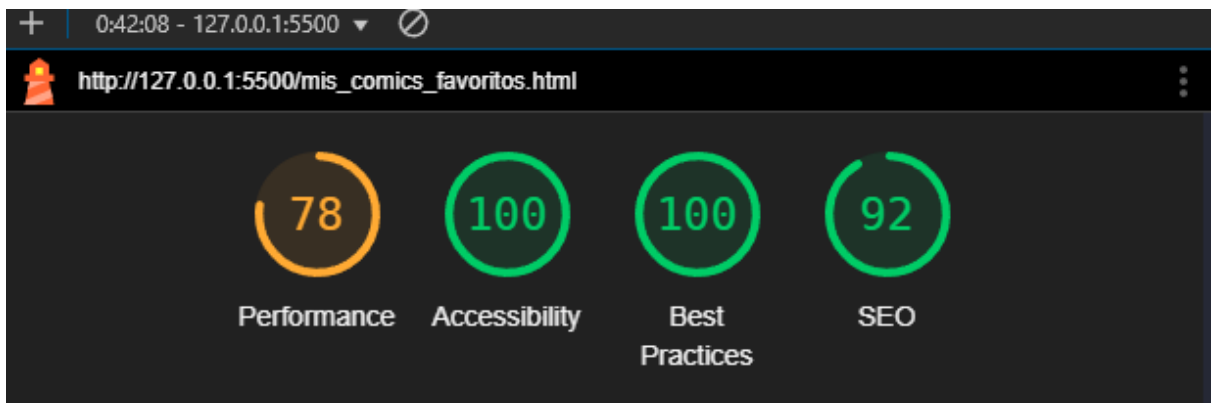 0:42:08 - 127.0.0.1:5500
http://127.0.0.1:5500/mis_comics_favoritos.html
78 100 100 92
Performance Accessibility Best SEO
Practices